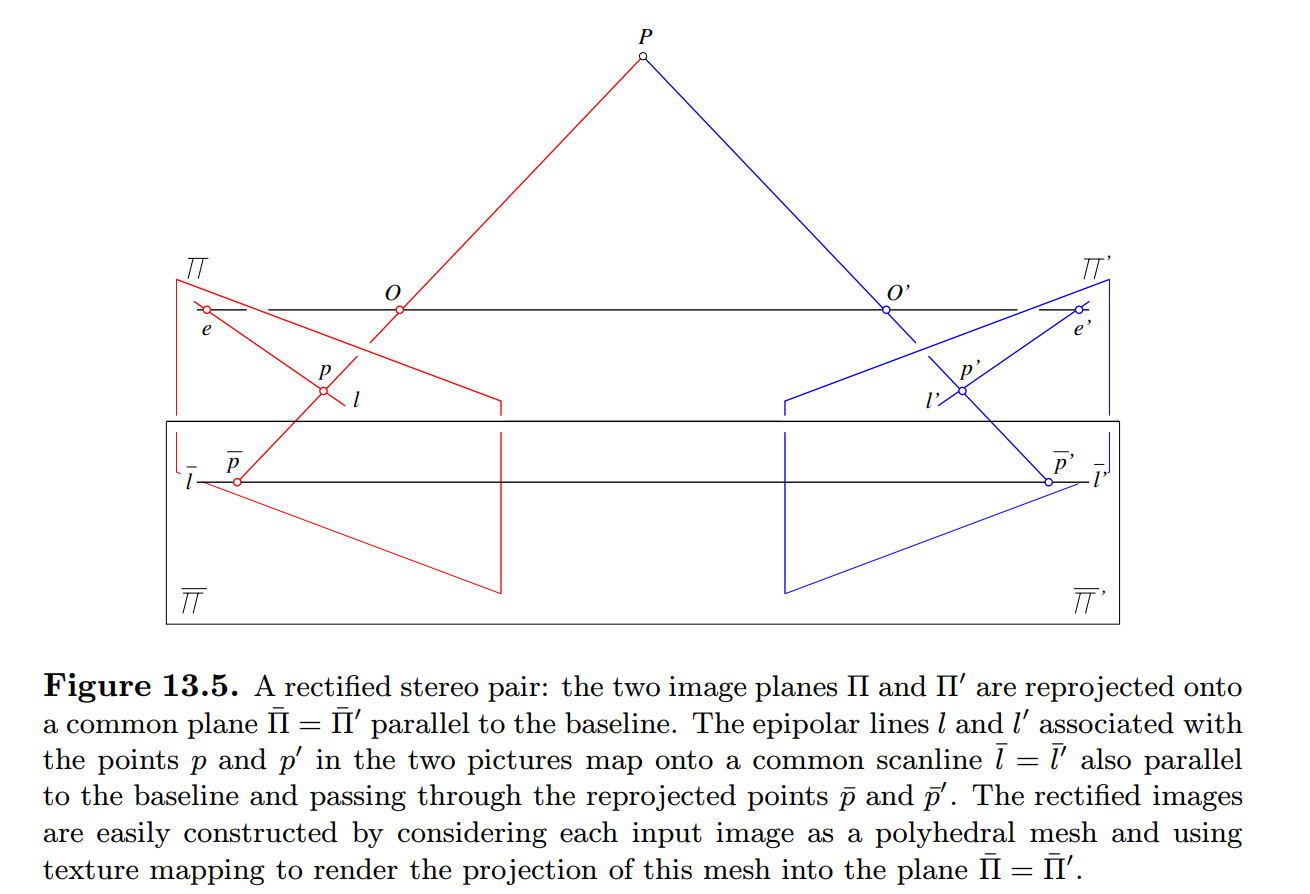 P
Π Π’
O O’
e e’
p p’
l l’
p̅ p̅’
l̅ l̅’
Π̅ Π̅’
Figure 13.5. A rectified stereo pair: the two image planes Π and Π′ are reprojected onto
a common plane Π̄ = Π̄′ parallel to the baseline. The epipolar lines l and l′ associated with
the points p and p′ in the two pictures map onto a common scanline l̄ = l̄′ also parallel
to the baseline and passing through the reprojected points p̄ and p̄′. The rectified images
are easily constructed by considering each input image as a polyhedral mesh and using
texture mapping to render the projection of this mesh into the plane Π̄ = Π̄′.